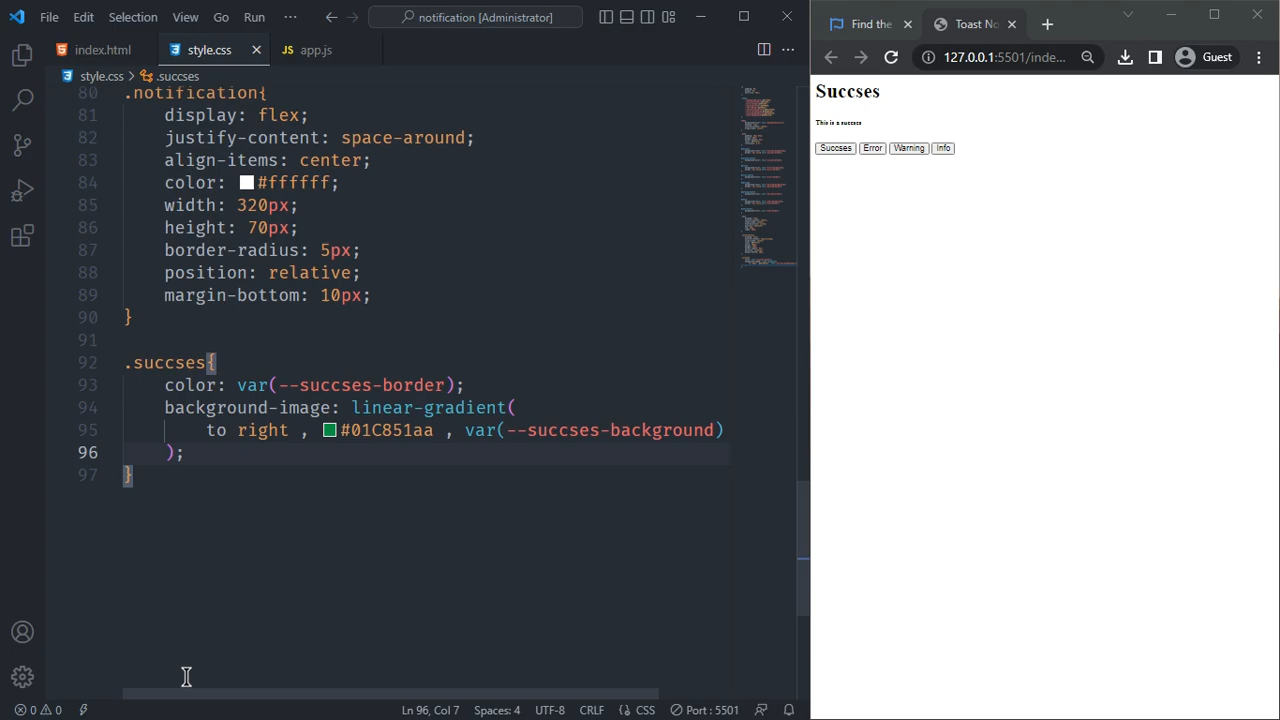 File Edit Selection View Go Run ··· notification [Administrator]
index.html style.css app.js
style.css > .succses
80 .notification{
81 display: flex;
82 justify-content: space-around;
83 align-items: center;
84 color: #ffffff;
85 width: 320px;
86 height: 70px;
87 border-radius: 5px;
88 position: relative;
89 margin-bottom: 10px;
90 }
91
92 .succses{
93 color: var(--succses-border);
94 background-image: linear-gradient(
95 to right , #01C851aa , var(--succses-background)
96 );
97 }
0 0 Ln 96, Col 7 Spaces: 4 UTF-8 CRLF CSS Port : 5501
Find the Toast No
127.0.0.1:5501/inde... Guest
Succses
This is a succses
Succses Error Warning Info